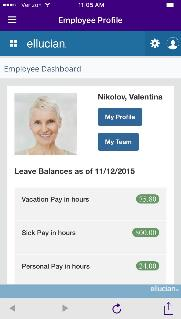 Verizon 11:05 AM
Employee Profile
ellucian.
Employee Dashboard
Nikolov, Valentina
My Profile
My Team
Leave Balances as of 11/12/2015
Vacation Pay in hours 75.80
Sick Pay in hours 800.00
Personal Pay in hours 24.00
ellucian